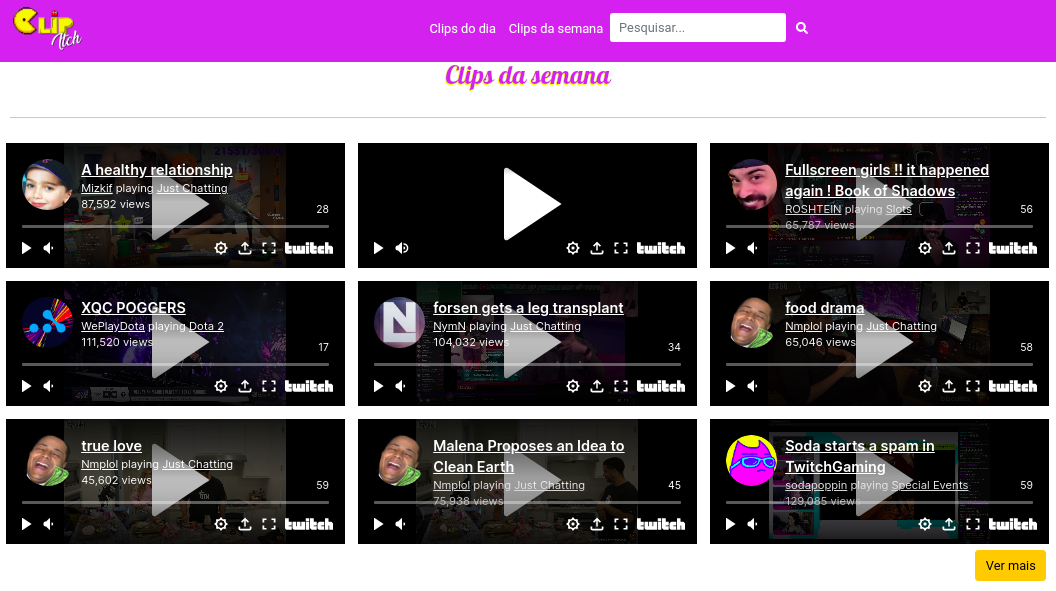 Clip
Itch
Clips do dia Clips da semana Pesquisar...
Clips da semana
A healthy relationship
Mizkif playing Just Chatting
87,592 views
28
twitch
twitch
Fullscreen girls !! it happened
again ! Book of Shadows
ROSHTEIN playing Slots
65,787 views
56
twitch
XQC POGGERS
WePlayDota playing Dota 2
111,520 views
17
twitch
forsen gets a leg transplant
NymN playing Just Chatting
104,032 views
34
twitch
food drama
Nmplol playing Just Chatting
65,046 views
58
twitch
true love
Nmplol playing Just Chatting
45,602 views
59
twitch
Malena Proposes an Idea to
Clean Earth
Nmplol playing Just Chatting
75,938 views
45
twitch
Soda starts a spam in
TwitchGaming
sodapoppin playing Special Events
129,085 views
59
twitch
Ver mais